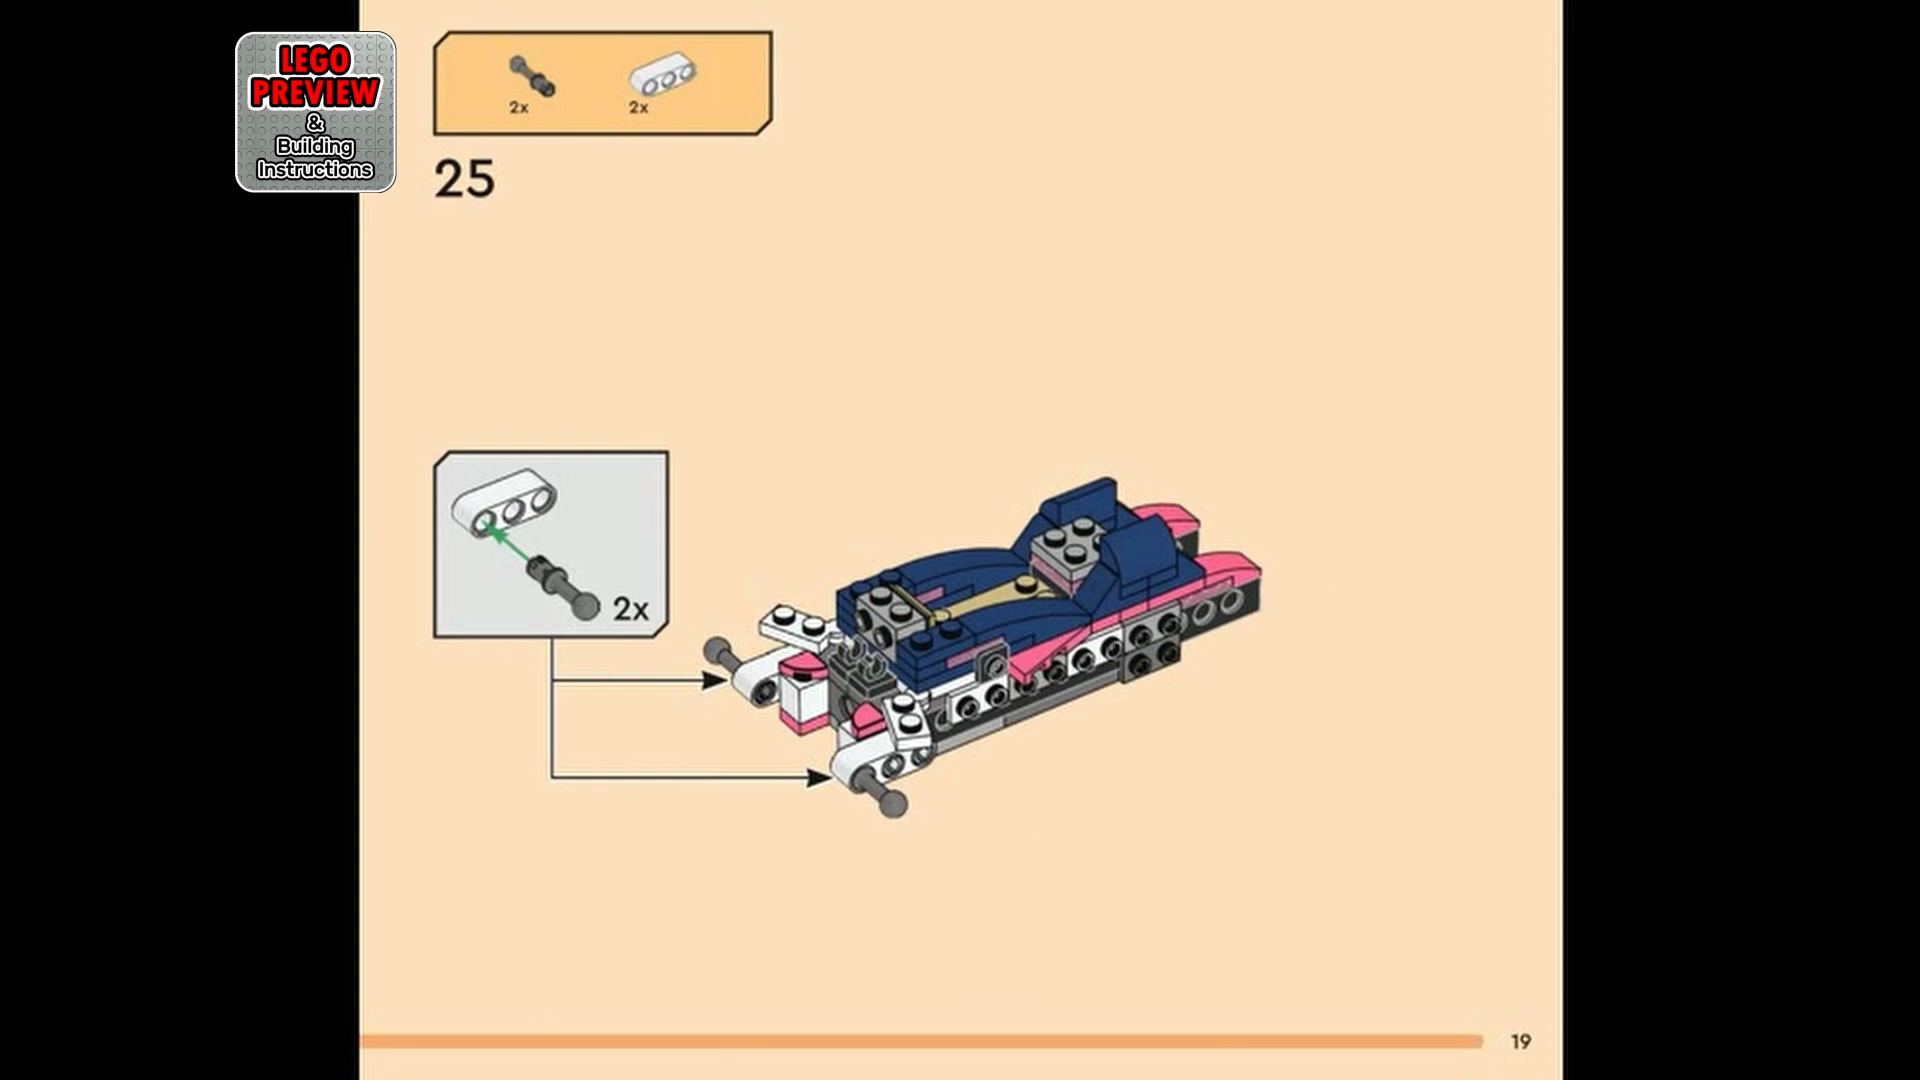 LEGO
PREVIEW
&
Building
Instructions
2x
2x
25
2x
19